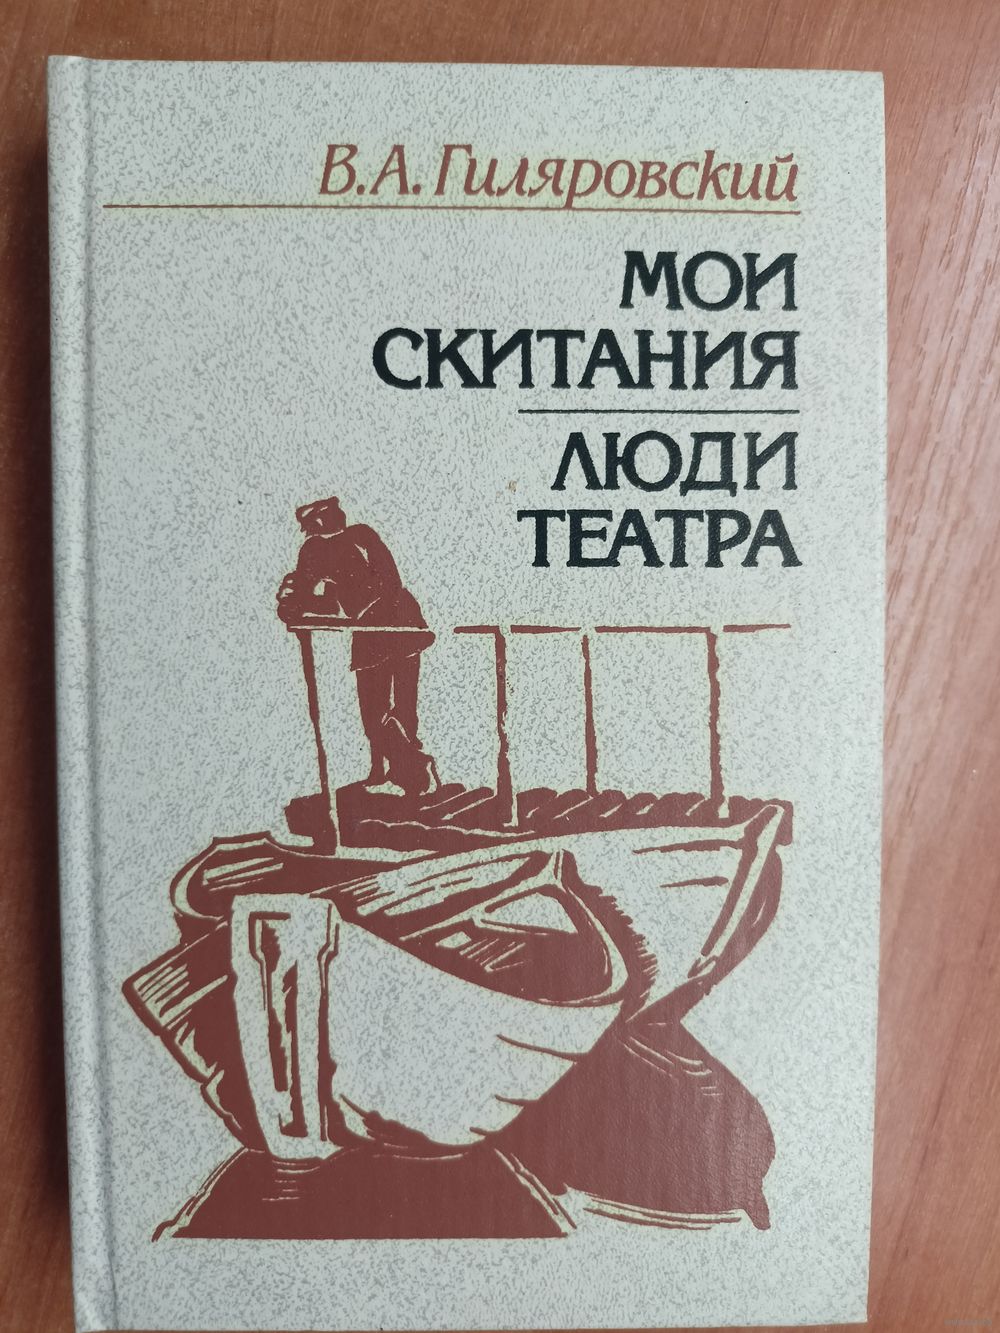 В.А. Гиляровский
МОИ
СКИТАНИЯ
ЛЮДИ
ТЕАТРА